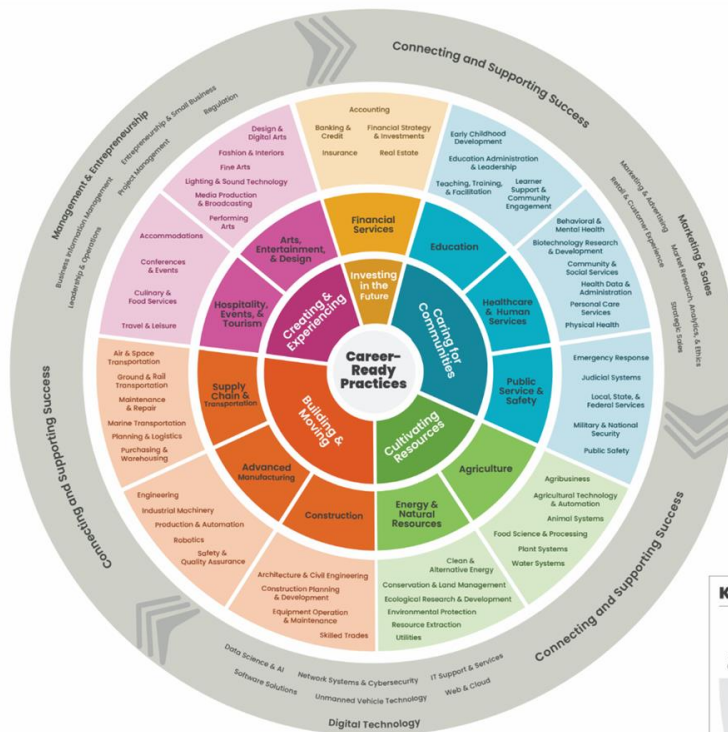 Connecting and Supporting Success
Management & Entrepreneurship
Entrepreneurship & Small Business
Regulation
Business Information Management
Project Management
Leadership & Operations
Marketing & Sales
Marketing & Advertising
Market Research, Analytics, & Ethics
Retail & Customer Experience
Strategic Sales
Connecting and Supporting Success
Connecting and Supporting Success
Digital Technology
Data Science & AI
Network Systems & Cybersecurity
IT Support & Services
Software Solutions
Unmanned Vehicle Technology
Web & Cloud
Career-
Ready
Practices
Investing
in the
Future
Financial
Services
Accounting
Banking &
Credit
Financial Strategy
& Investments
Insurance
Real Estate
Caring for
Communities
Education
Early Childhood
Development
Education Administration
& Leadership
Teaching, Training,
& Facilitation
Learner
Support &
Community
Engagement
Healthcare
& Human
Services
Behavioral &
Mental Health
Biotechnology Research
& Development
Community &
Social Services
Health Data &
Administration
Personal Care
Services
Physical Health
Public
Service &
Safety
Emergency Response
Judicial Systems
Local, State, &
Federal Services
Military & National
Security
Public Safety
Cultivating
Resources
Agriculture
Agribusiness
Agricultural Technology
& Automation
Animal Systems
Food Science & Processing
Plant Systems
Water Systems
Energy &
Natural
Resources
Clean &
Alternative Energy
Conservation & Land Management
Ecological Research & Development
Environmental Protection
Resource Extraction
Utilities
Building &
Moving
Construction
Architecture & Civil Engineering
Construction Planning
& Development
Equipment Operation
& Maintenance
Skilled Trades
Advanced
Manufacturing
Engineering
Industrial Machinery
Production & Automation
Robotics
Safety &
Quality Assurance
Supply
Chain &
Transportation
Air & Space
Transportation
Ground & Rail
Transportation
Maintenance
& Repair
Marine Transportation
Planning & Logistics
Purchasing &
Warehousing
Creating &
Experiencing
Hospitality,
Events, &
Tourism
Accommodations
Conferences
& Events
Culinary &
Food Services
Travel & Leisure
Arts,
Entertainment,
& Design
Design &
Digital Arts
Fashion & Interiors
Fine Arts
Lighting & Sound Technology
Media Production
& Broadcasting
Performing
Arts